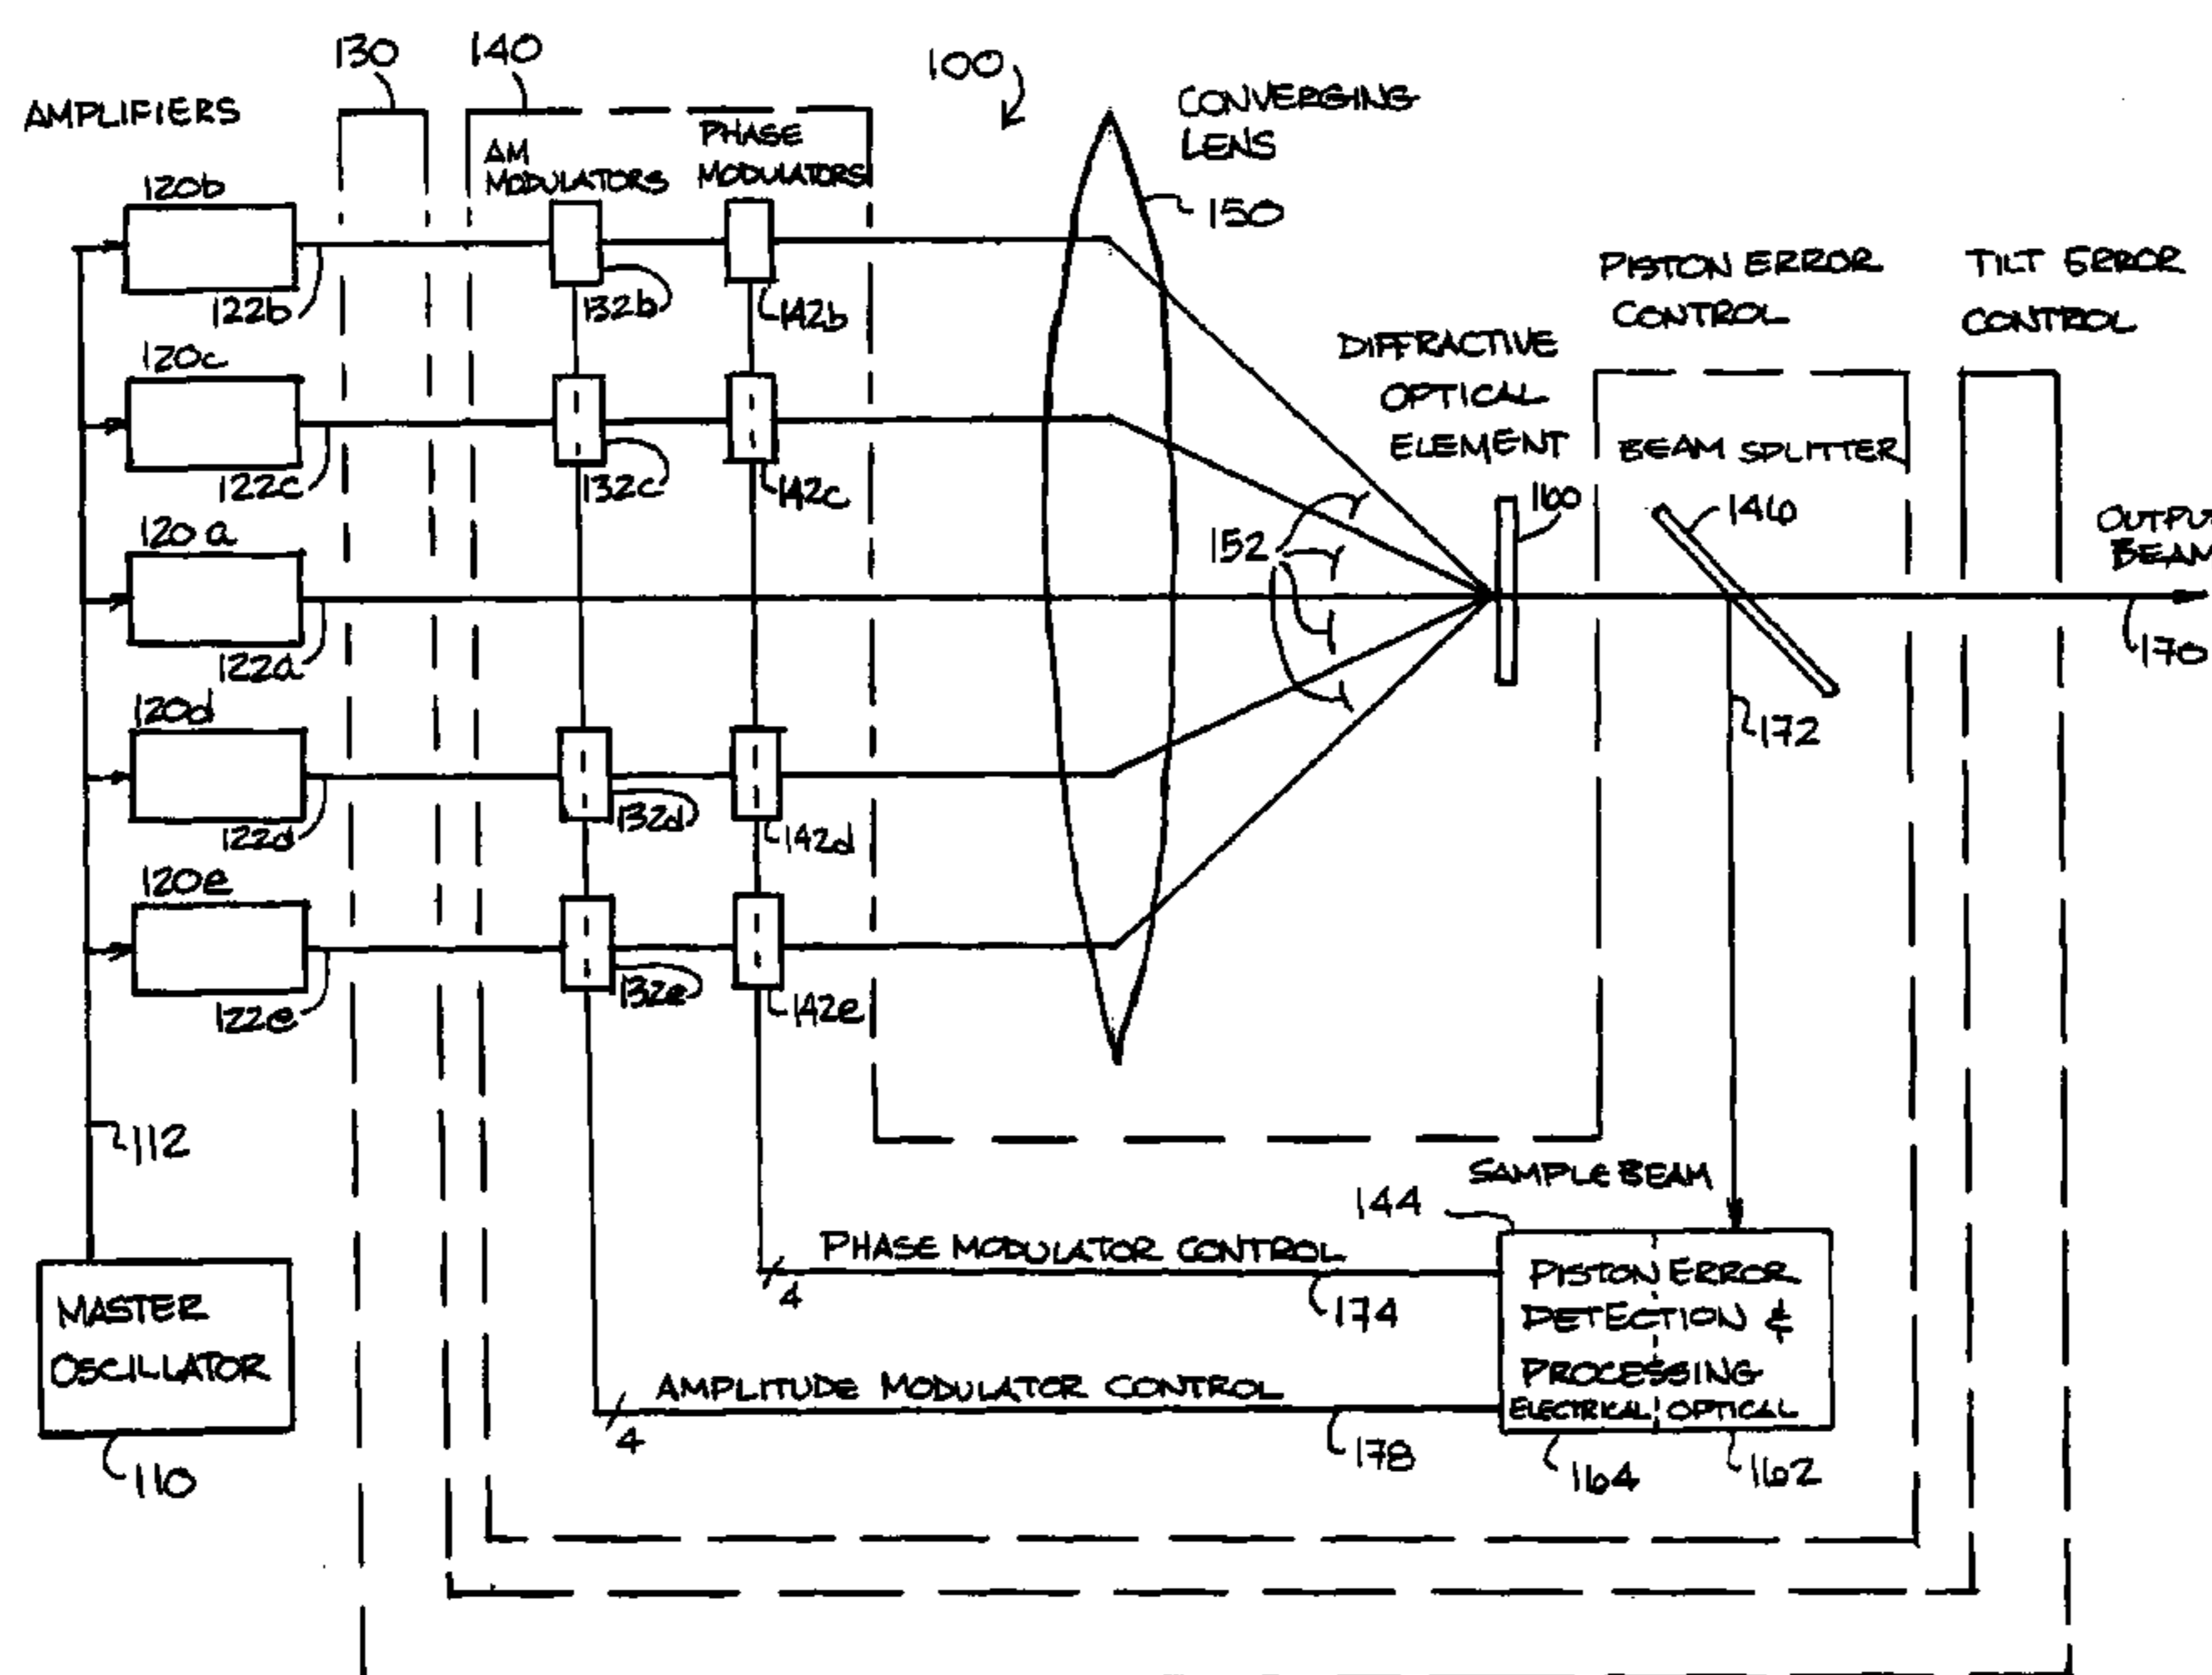 130
140
100
AMPLIFIERS
AM
MODULATORS
PHASE
MODULATORS
CONVERGING
LENS
150
120b
122b
132b
142b
PISTON ERROR
CONTROL
TILT ERROR
CONTROL
DIFFRACTIVE
OPTICAL
ELEMENT
BEAM SPLITTER
120c
122c
132c
142c
160
146
152
OUTPU
BEAM
120a
122a
170
120d
122d
132d
142d
172
120e
122e
132e
142e
112
SAMPLE BEAM
144
PHASE MODULATOR CONTROL
4
174
PISTON ERROR
DETECTION &
PROCESSING
ELECTRICAL OPTICAL
MASTER
OSCILLATOR
AMPLITUDE MODULATOR CONTROL
4
178
164
162
110